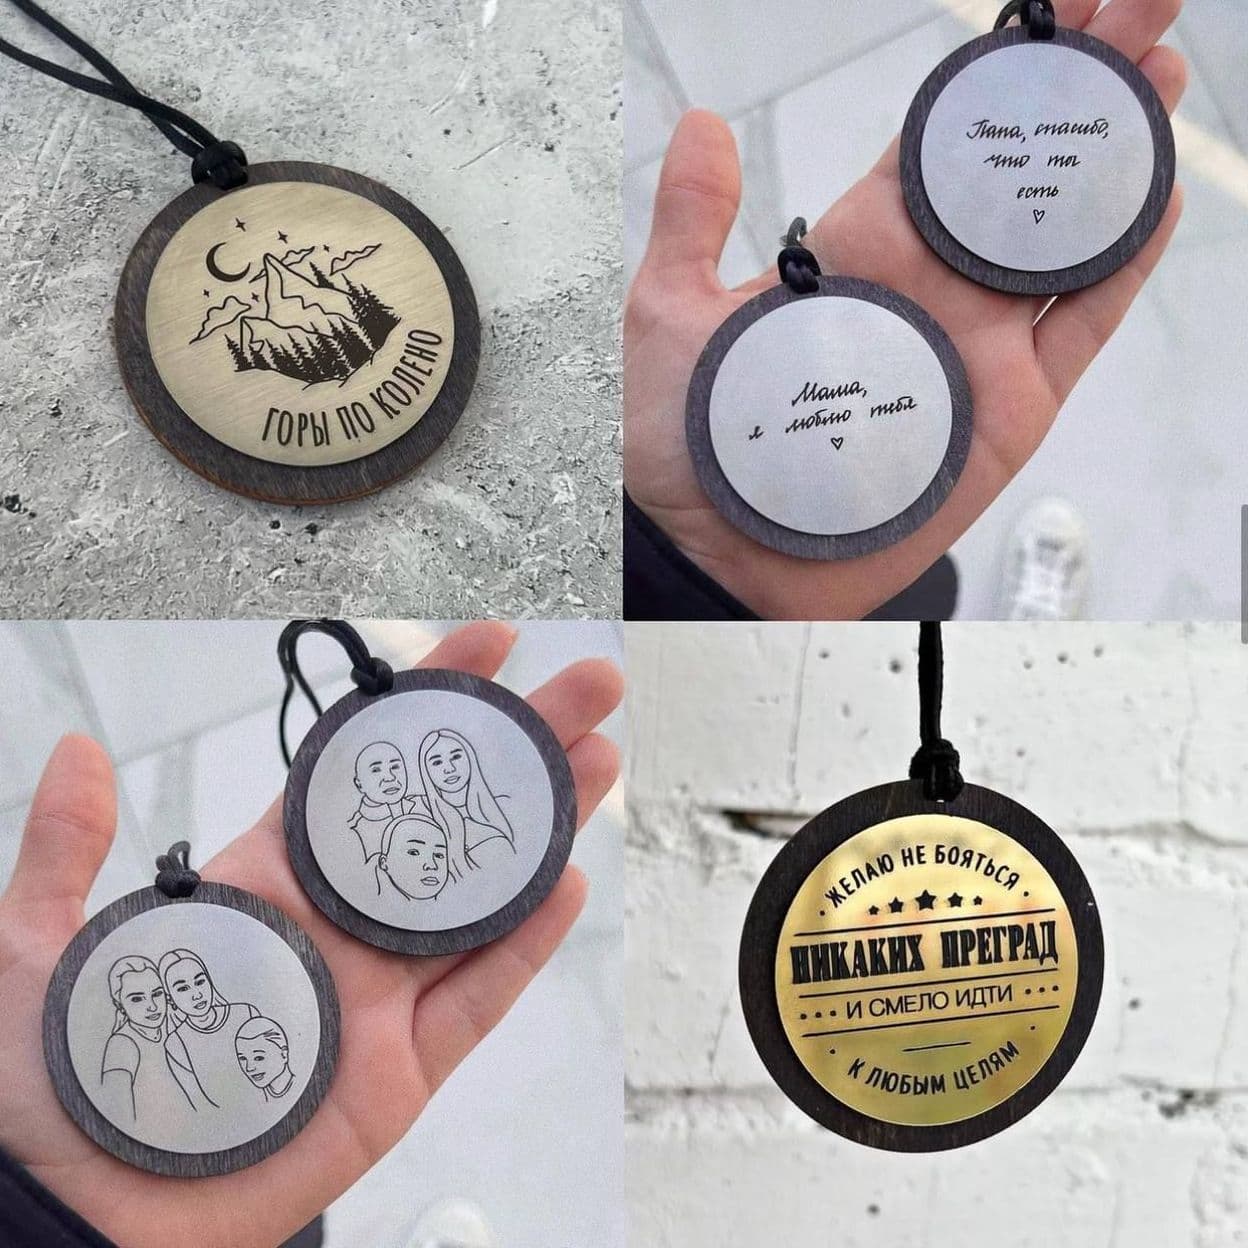 ГОРЫ ПО КОЛЕНО
Папа, спасибо,
что ты
есть
Мама,
я люблю тебя
ЖЕЛАЮ НЕ БОЯТЬСЯ
НИКАКИХ ПРЕГРАД
И СМЕЛО ИДТИ
К ЛЮБЫМ ЦЕЛЯМ